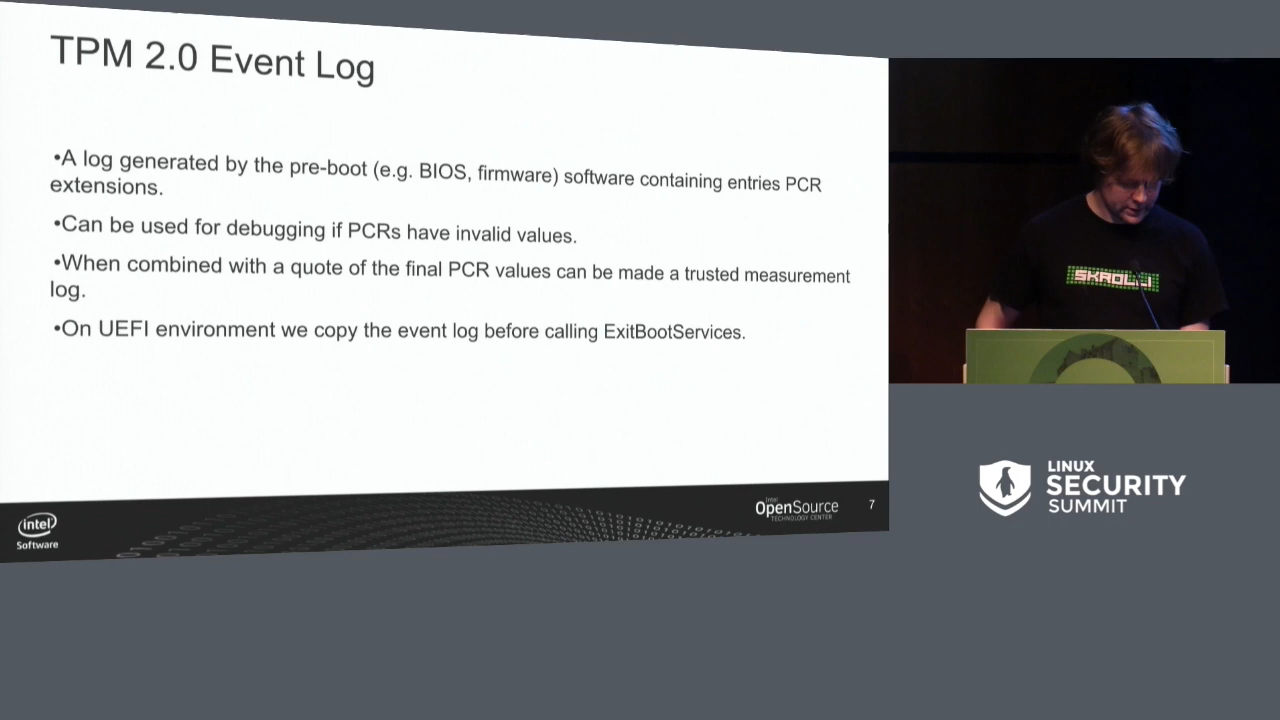 TPM 2.0 Event Log
•A log generated by the pre-boot (e.g. BIOS, firmware) software containing entries PCR
extensions.
•Can be used for debugging if PCRs have invalid values.
•When combined with a quote of the final PCR values can be made a trusted measurement
log.
•On UEFI environment we copy the event log before calling ExitBootServices.
intel
Software
Intel
OpenSource
TECHNOLOGY CENTER
7
SKROLLI
LINUX
SECURITY
SUMMIT